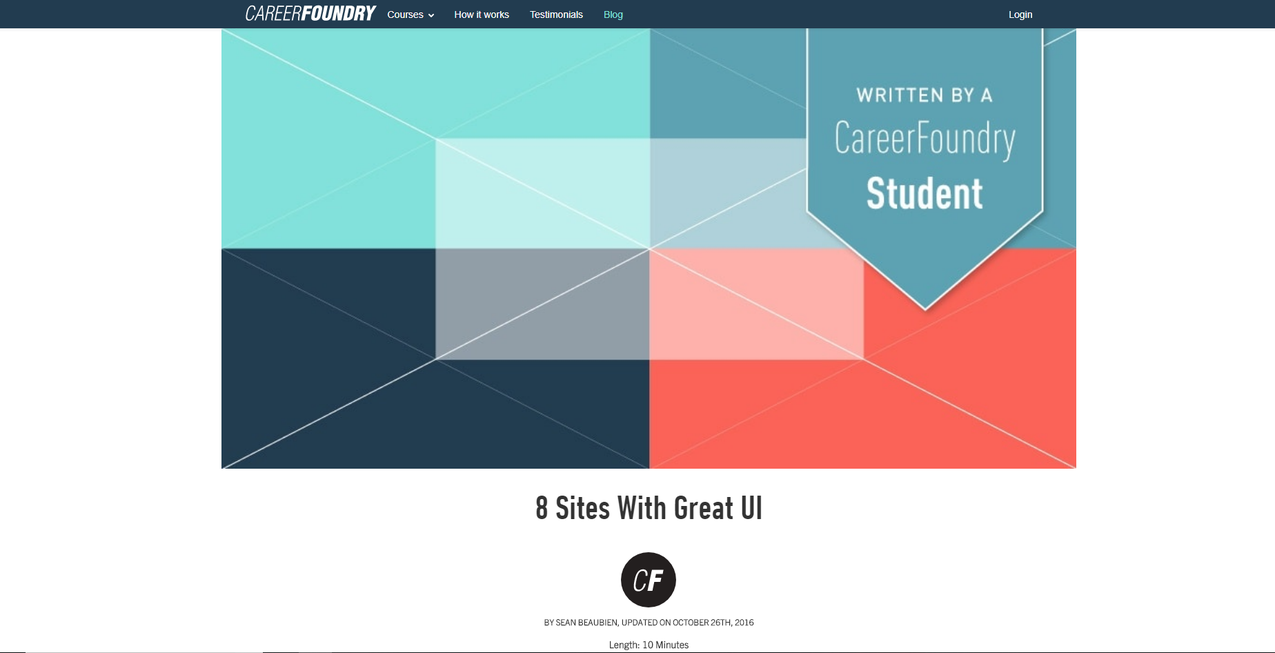 CAREERFOUNDRY Courses How it works Testimonials Blog Login
WRITTEN BY A
CareerFoundry
Student
8 Sites With Great UI
CF
BY SEAN BEAUBIEN, UPDATED ON OCTOBER 26TH, 2016
Length: 10 Minutes